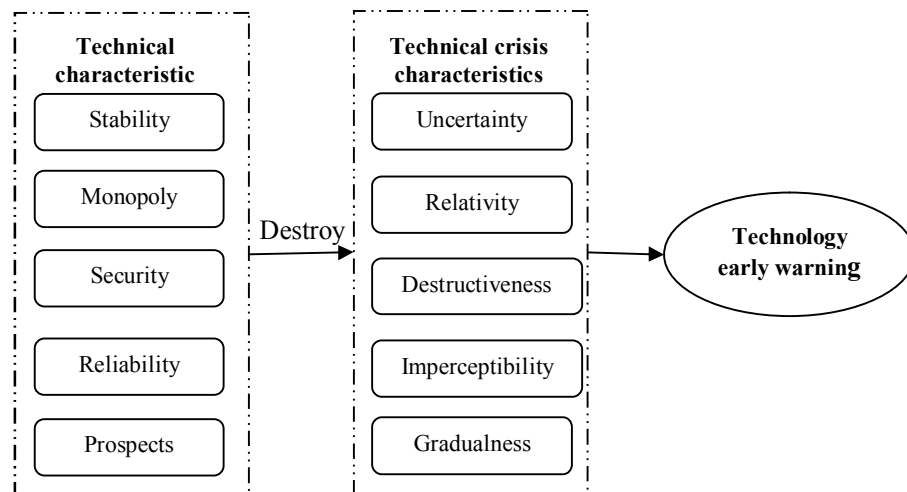 Technical
characteristic
Stability
Monopoly
Security
Reliability
Prospects
Destroy
Technical crisis
characteristics
Uncertainty
Relativity
Destructiveness
Imperceptibility
Gradualness
Technology
early warning